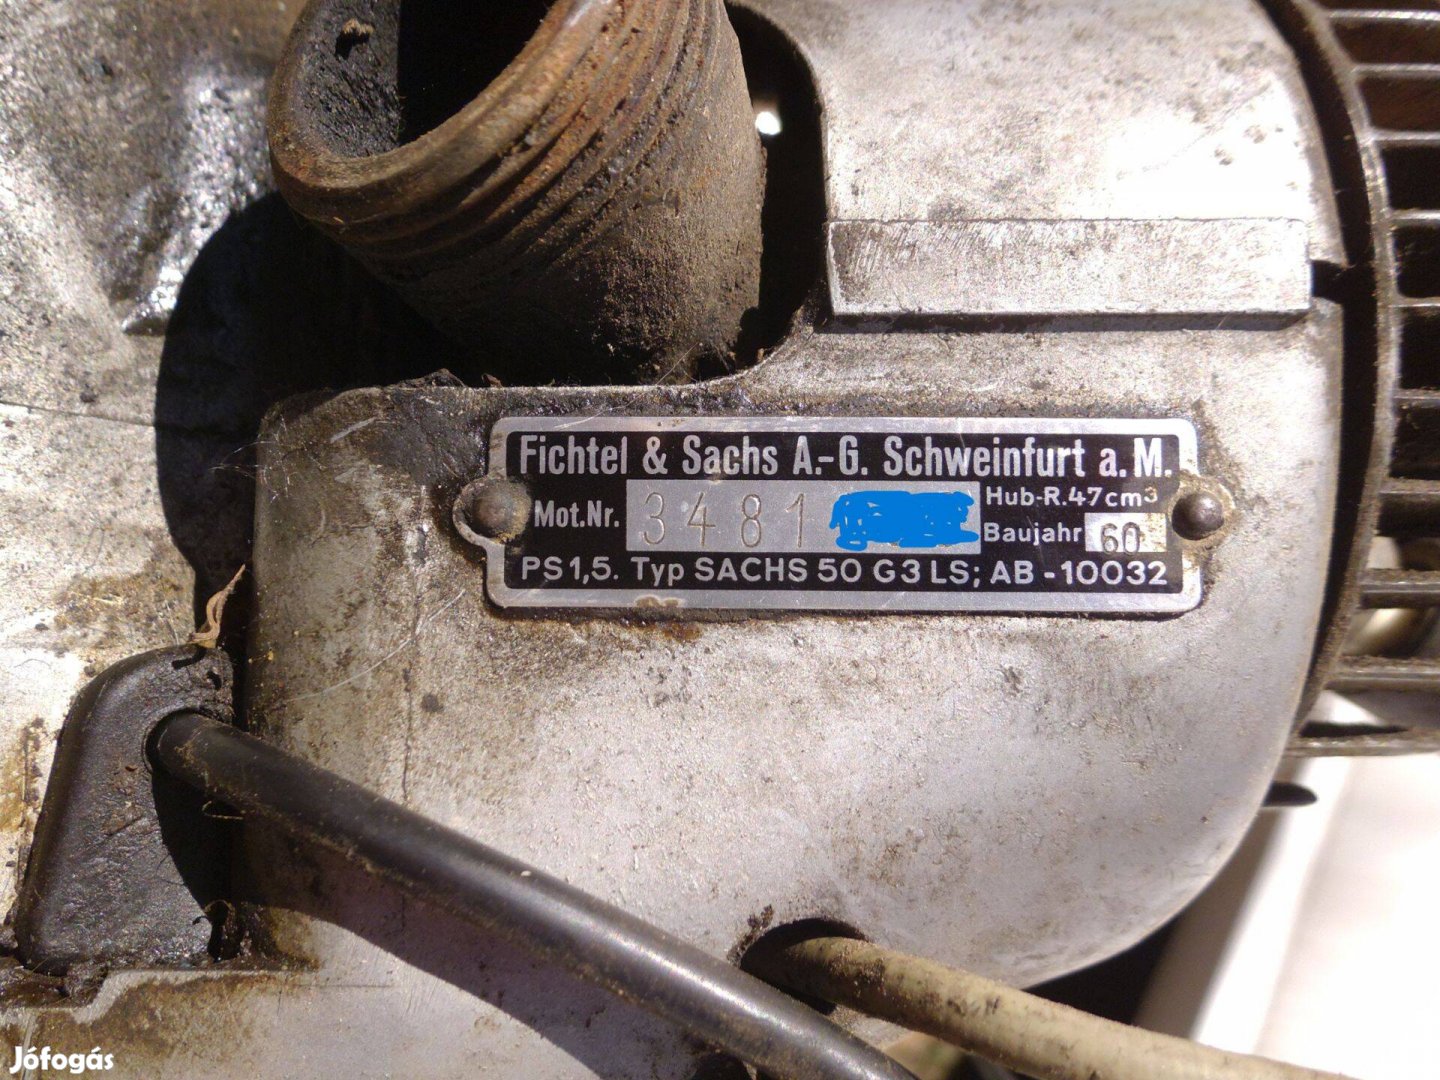 Fichtel & Sachs A.-G. Schweinfurt a.M.
Mot.Nr. 3481
Hub-R.47cm³
Baujahr 60
PS1,5. Typ SACHS 50 G3 LS; AB-10032
Jófogás